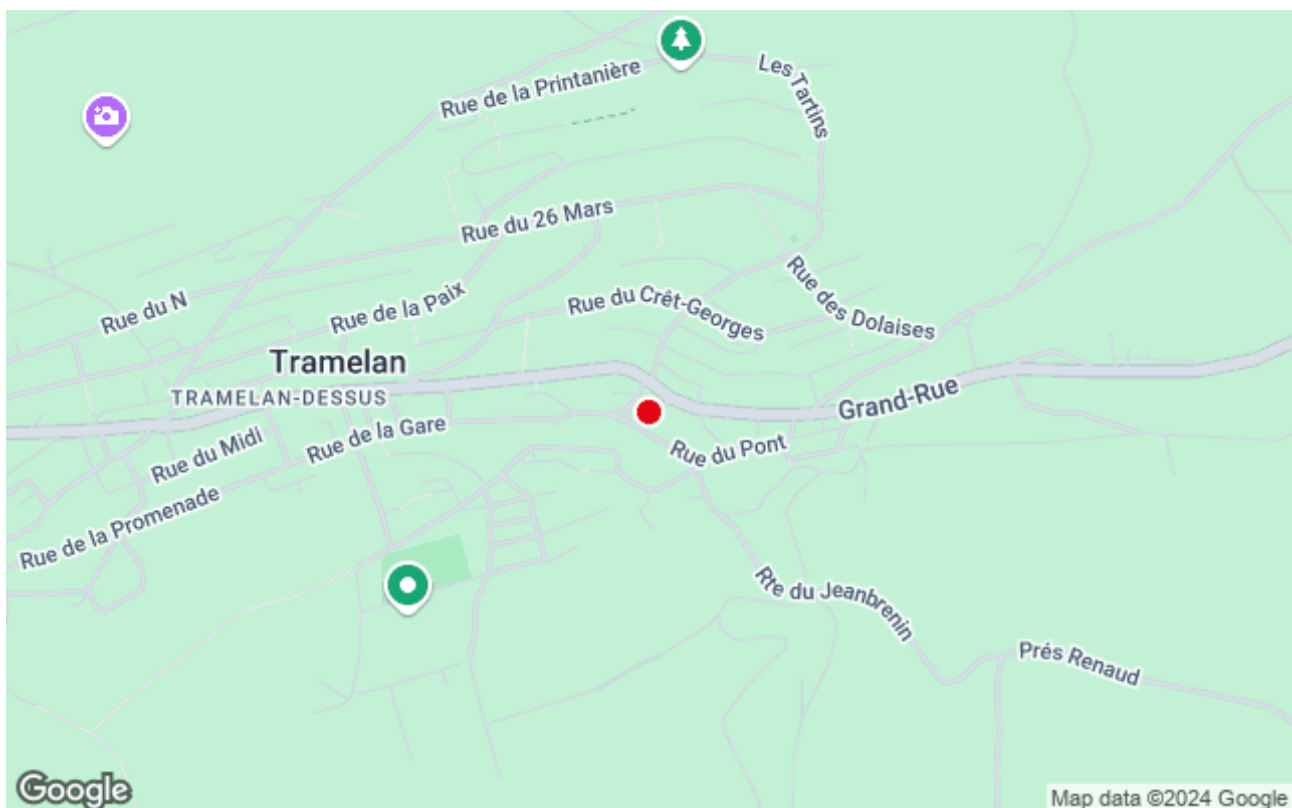 Rue de la Printanière
Les Tartins
Rue du 26 Mars
Rue du N
Rue de la Paix
Rue du Crêt-Georges
Rue des Dolaises
Tramelan
TRAMELAN-DESSUS
Grand-Rue
Rue du Midi
Rue de la Gare
Rue du Pont
Rue de la Promenade
Rte du Jeanbrenin
Prés Renaud
Google
Map data ©2024 Google